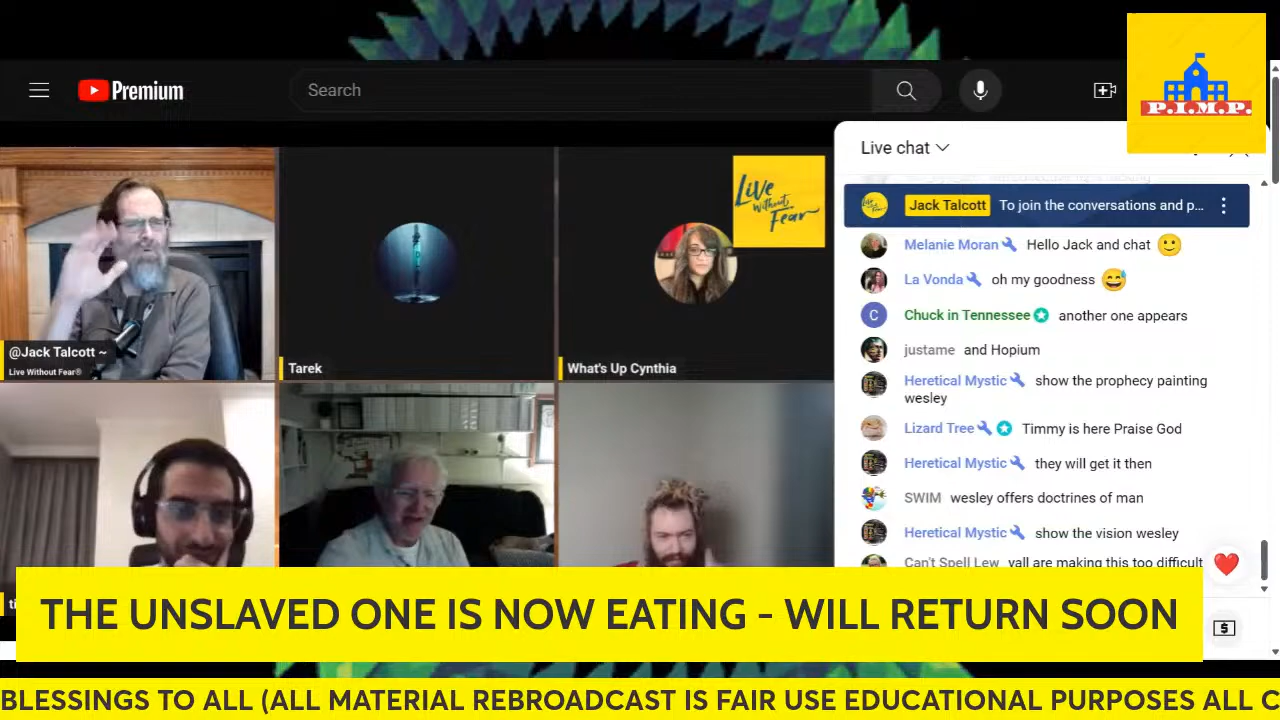 Premium
Search
P.I.M.P.
Live chat
Jack Talcott To join the conversations and p...
Melanie Moran Hello Jack and chat
La Vonda oh my goodness
C Chuck in Tennessee another one appears
justame and Hopium
Heretical Mystic show the prophecy painting
wesley
Lizard Tree Timmy is here Praise God
Heretical Mystic they will get it then
SWIM wesley offers doctrines of man
Heretical Mystic show the vision wesley
Can't Spell Lew yall are making this too difficult
Live
Without
Fear
@Jack Talcott ~
Live Without Fear®
Tarek
What's Up Cynthia
THE UNSLAVED ONE IS NOW EATING - WILL RETURN SOON
BLESSINGS TO ALL (ALL MATERIAL REBROADCAST IS FAIR USE EDUCATIONAL PURPOSES ALL C